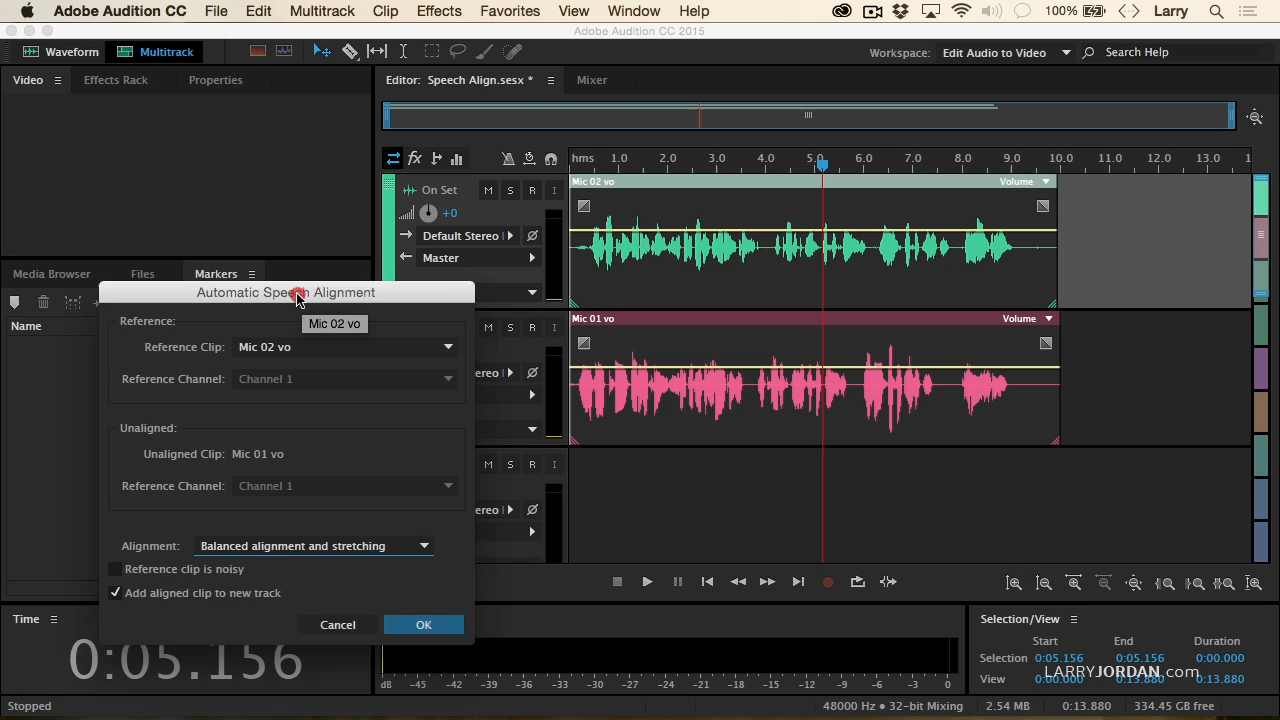 Adobe Audition CC File Edit Multitrack Clip Effects Favorites View Window Help 100% Larry
Adobe Audition CC 2015
Waveform Multitrack Workspace: Edit Audio to Video Search Help
Video Effects Rack Properties Editor: Speech Align.sesx * Mixer
hms 1.0 2.0 3.0 4.0 5.0 6.0 7.0 8.0 9.0 10.0 11.0 12.0 13.0 1
On Set M S R I Mic 02 vo Volume
+0
Default Stereo
Master
Media Browser Files Markers
Automatic Speech Alignment
Name
Reference: Mic 02 vo
M S R I Mic 01 vo Volume
Reference Clip: Mic 02 vo
Reference Channel: Channel 1 ereo
Unaligned:
Unaligned Clip: Mic 01 vo
M S R I
Reference Channel: Channel 1
ereo
Alignment: Balanced alignment and stretching
Reference clip is noisy
Add aligned clip to new track
Cancel OK
Time
0:05.156
Selection/View
Start End Duration
Selection 0:05.156 0:05.156 0:00.000
View 0:00.000 0:13.880 0:13.880
LARRYJORDAN.com
dB -45 -42 -39 -36 -33 -30 -27 -24 -21 -18 -15 -12 -9 -6 -3 0
Stopped 48000 Hz ● 32-bit Mixing 2.54 MB 0:13.880 334.45 GB free